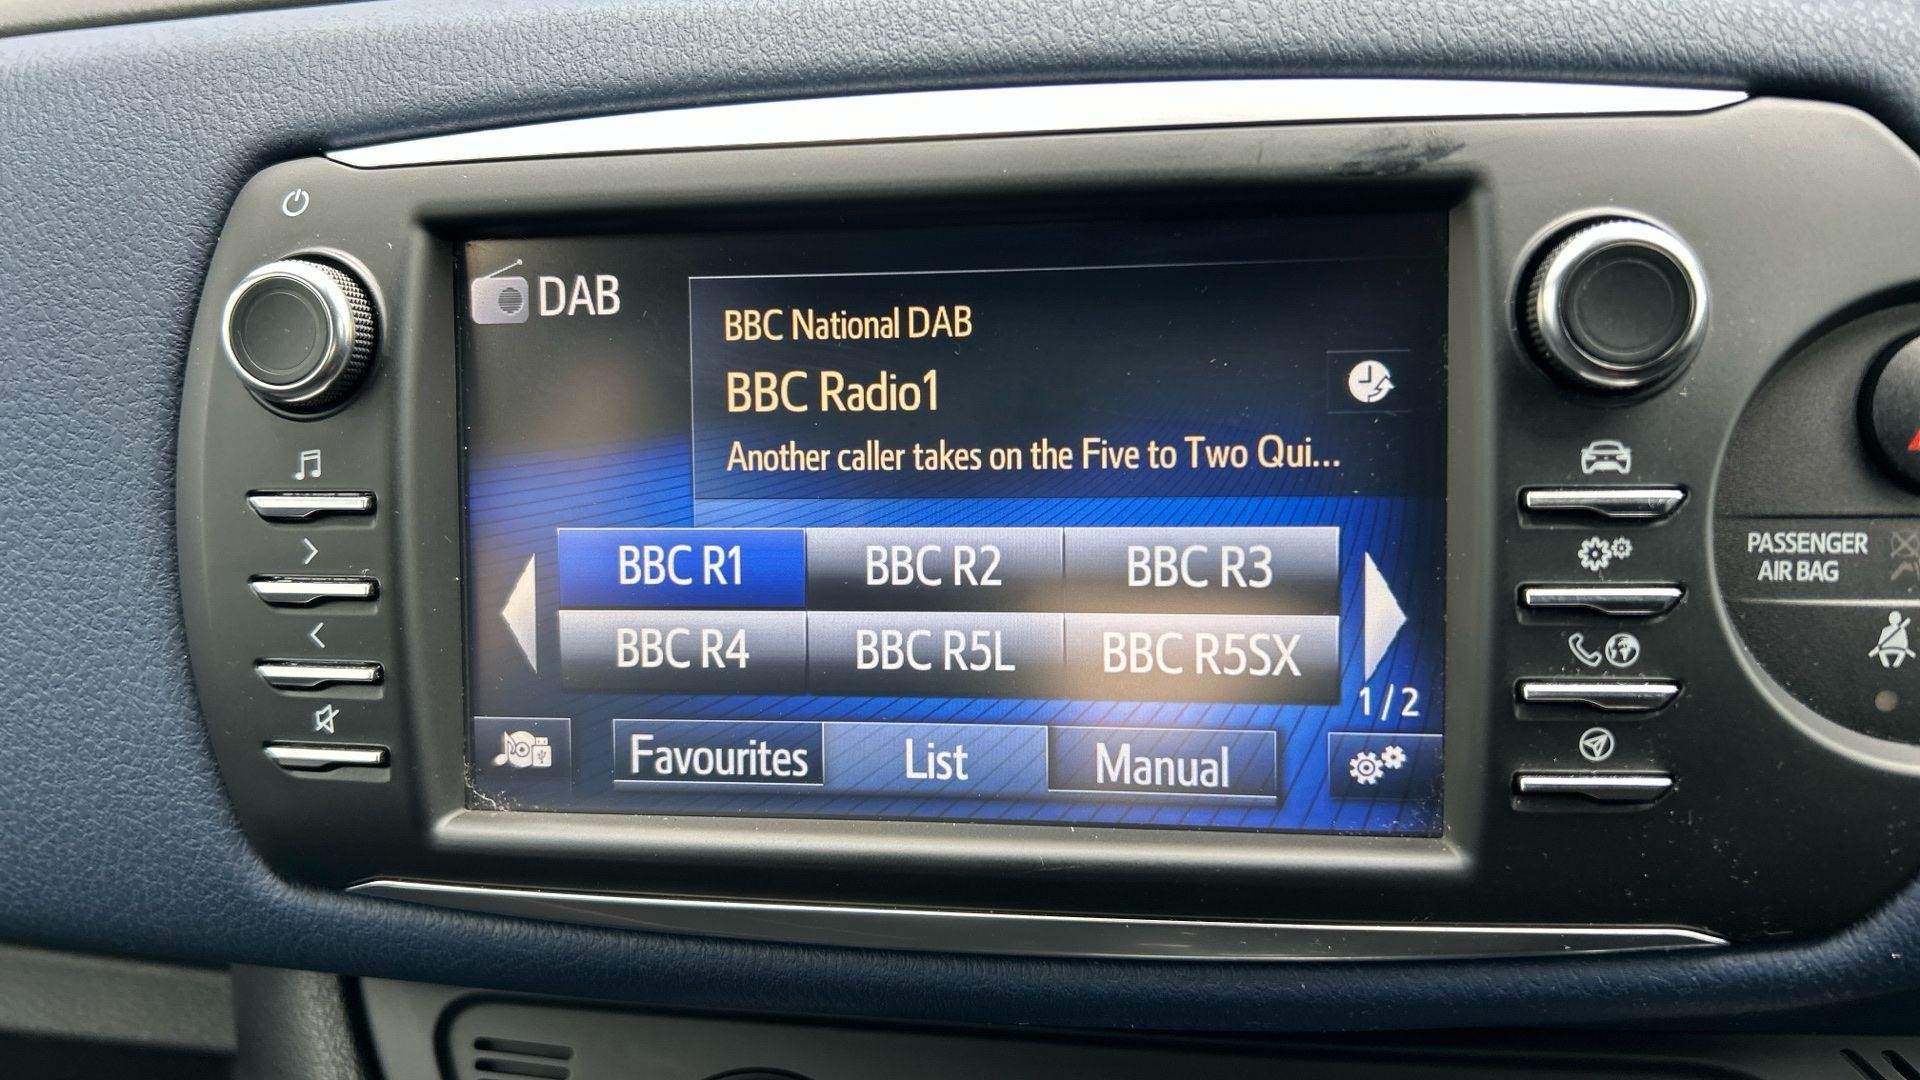 DAB
BBC National DAB
BBC Radio1
Another caller takes on the Five to Two Qui...
BBC R1 BBC R2 BBC R3
BBC R4 BBC R5L BBC R5SX
1/2
Favourites List Manual
PASSENGER
AIR BAG